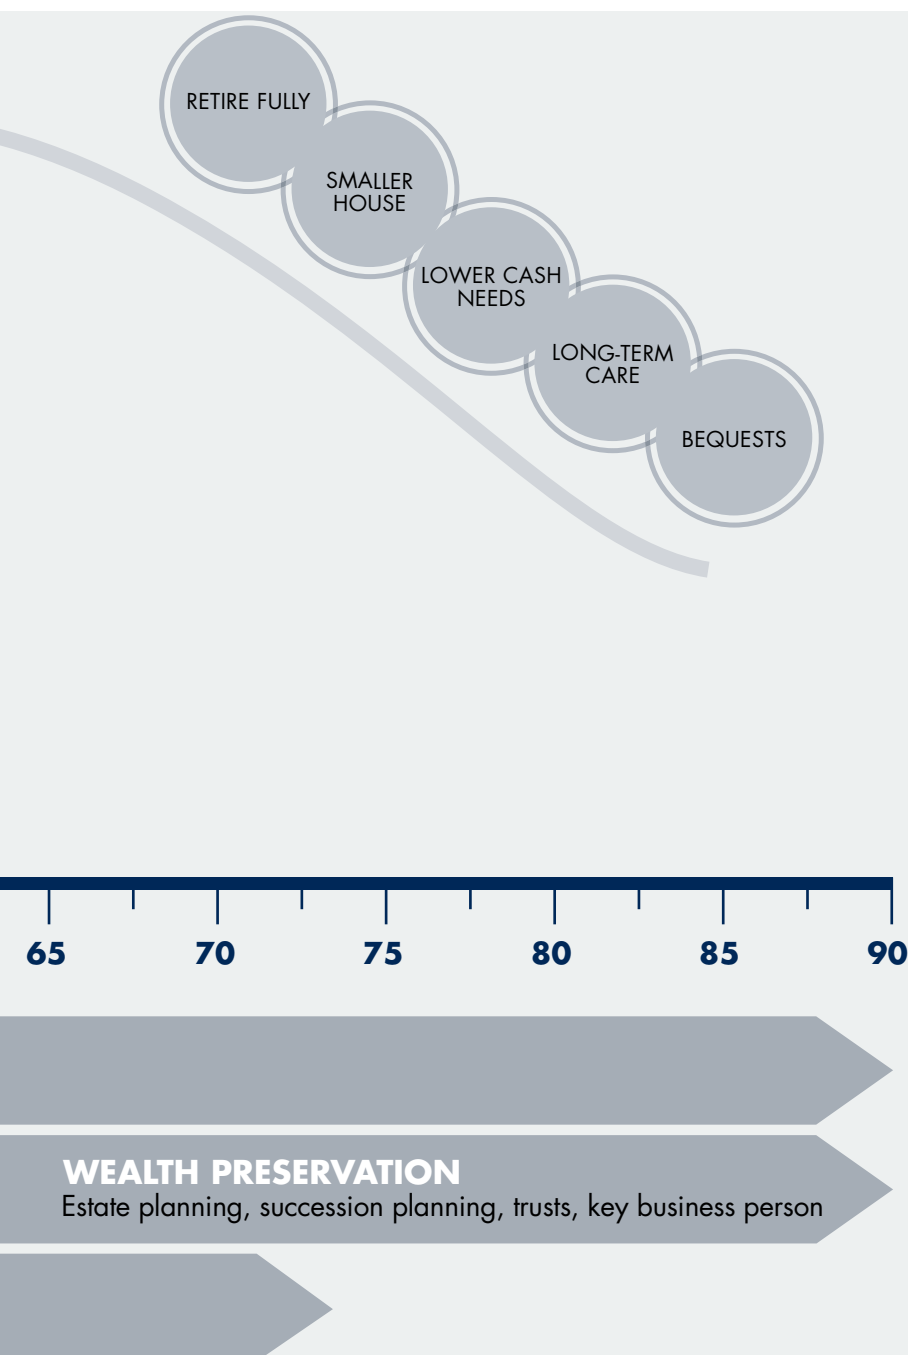 RETIRE FULLY
SMALLER
HOUSE
LOWER CASH
NEEDS
LONG-TERM
CARE
BEQUESTS
65 70 75 80 85 90
WEALTH PRESERVATION
Estate planning, succession planning, trusts, key business person